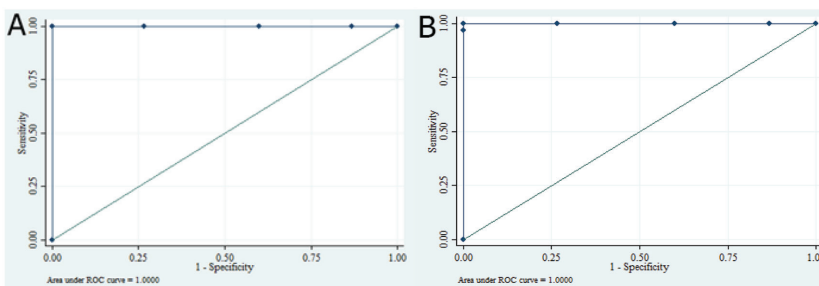 A
Sensitivity
1.00
0.75
0.50
0.25
0.00
0.00 0.25 0.50 0.75 1.00
1 - Specificity
Area under ROC curve = 1.0000
B
Sensitivity
1.00
0.75
0.50
0.25
0.00
0.00 0.25 0.50 0.75 1.00
1 - Specificity
Area under ROC curve = 1.0000